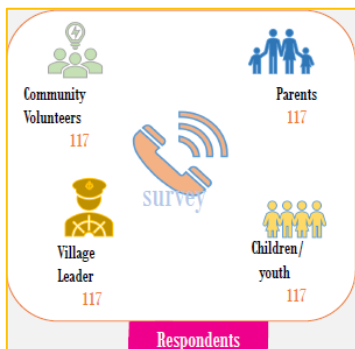 Community
Volunteers
117
Parents
117
survey
Village
Leader
117
Children/
youth
117
Respondents